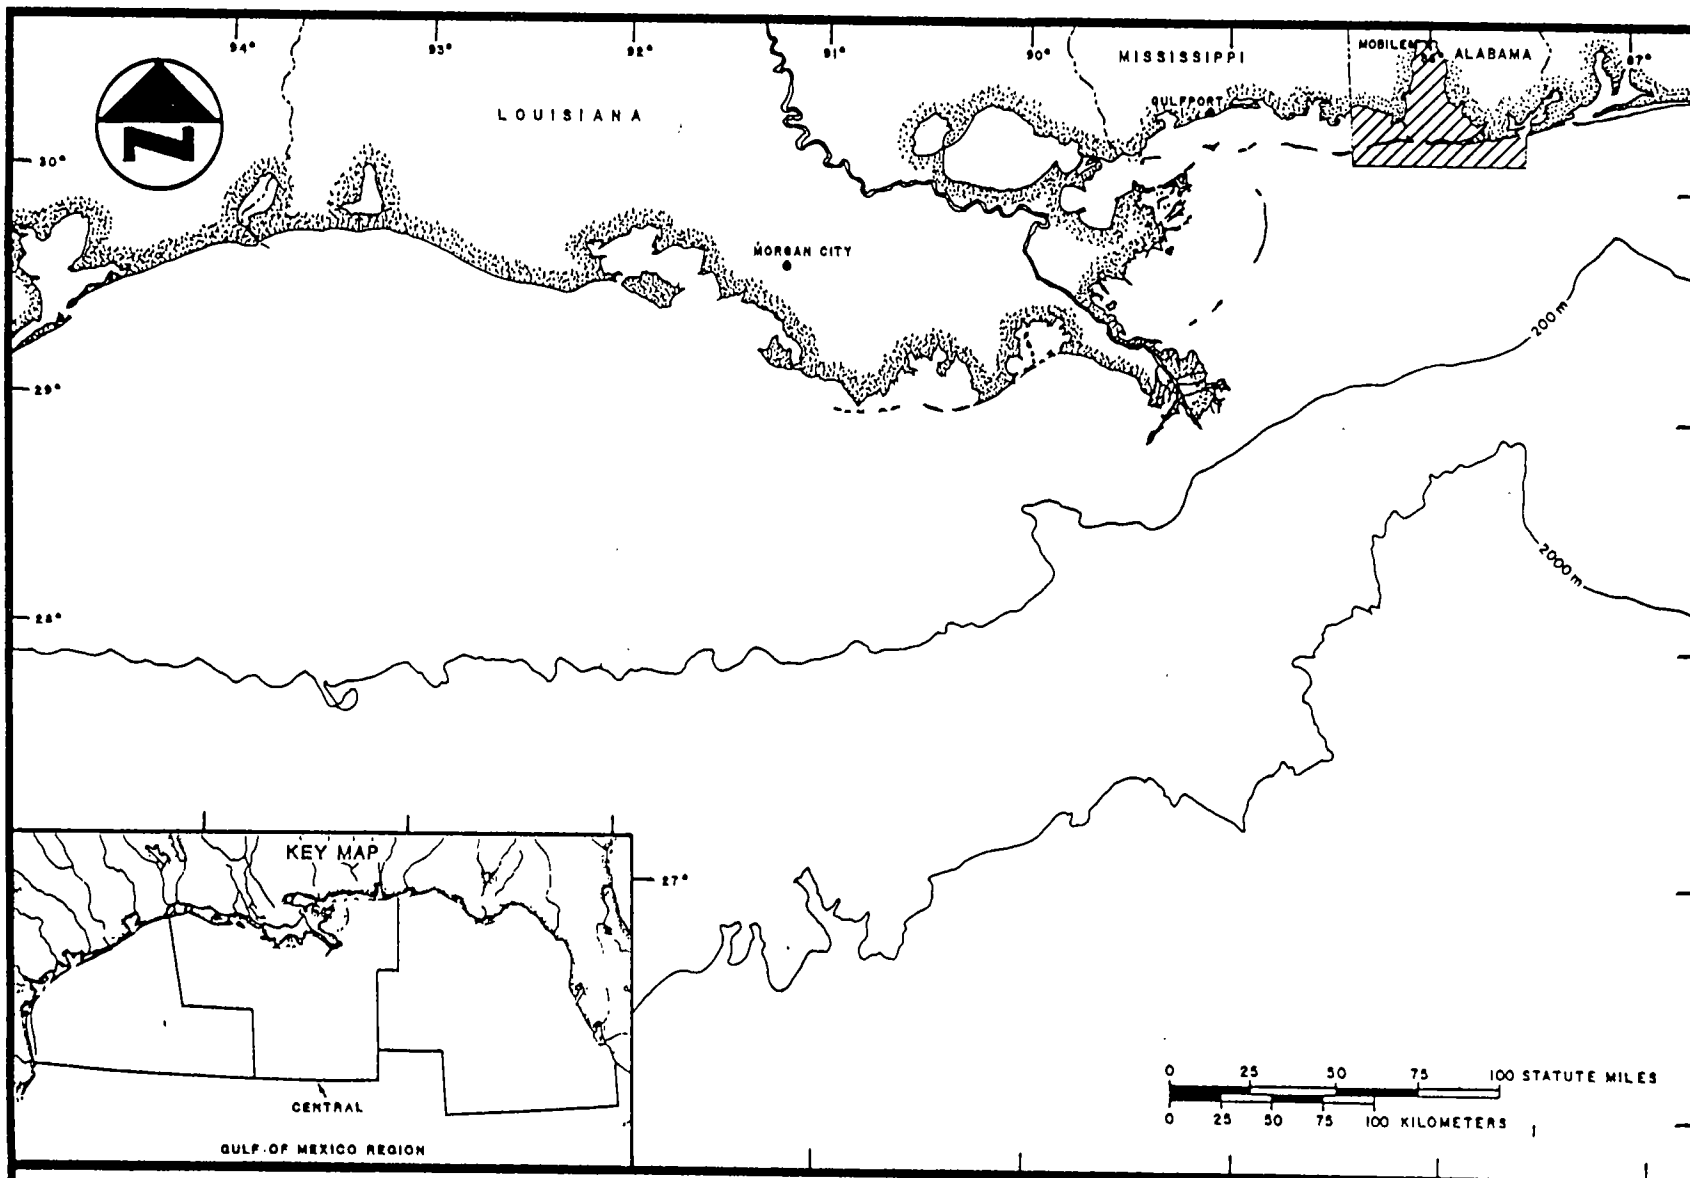 94°
93°
92°
91°
90°
MISSISSIPPI
MOBILE
88°
ALABAMA
87°
N
LOUISIANA
GULFPORT
30°
MORGAN CITY
200 m
29°
2000 m
28°
KEY MAP
27°
CENTRAL
GULF OF MEXICO REGION
0 25 50 75 100 STATUTE MILES
0 25 50 75 100 KILOMETERS